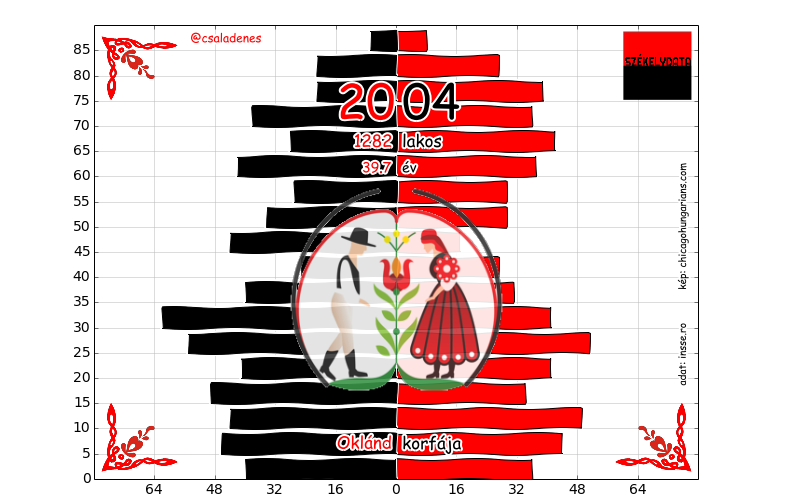 @csaladenes
SZÉKELYDATA
2004
1282 lakos
39.7 év
kép: chicagohungarians.com
adat: insse.ro
Oklánd korfája
85
80
75
70
65
60
55
50
45
40
35
30
25
20
15
10
5
0
64 48 32 16 0 16 32 48 64